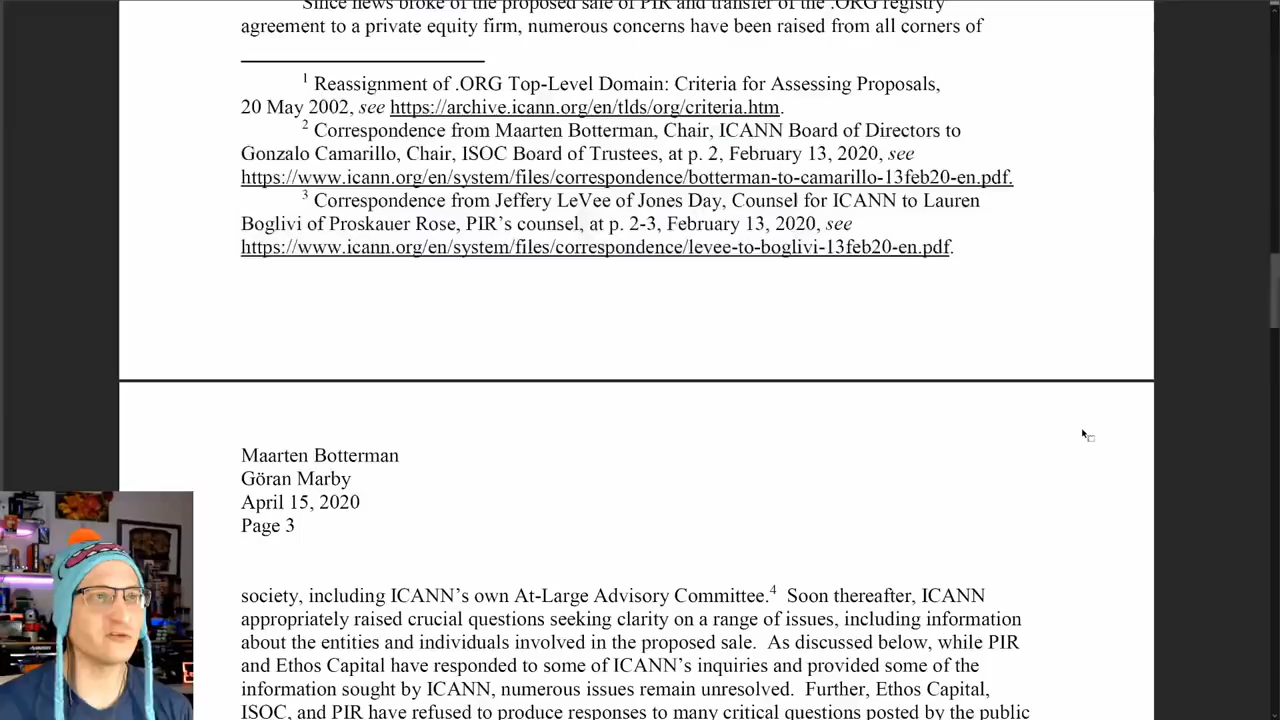 Since news broke of the proposed sale of PIR and transfer of the .ORG registry
agreement to a private equity firm, numerous concerns have been raised from all corners of
1 Reassignment of .ORG Top-Level Domain: Criteria for Assessing Proposals,
20 May 2002, see https://archive.icann.org/en/tlds/org/criteria.htm.
2 Correspondence from Maarten Botterman, Chair, ICANN Board of Directors to
Gonzalo Camarillo, Chair, ISOC Board of Trustees, at p. 2, February 13, 2020, see
https://www.icann.org/en/system/files/correspondence/botterman-to-camarillo-13feb20-en.pdf.
3 Correspondence from Jeffery LeVee of Jones Day, Counsel for ICANN to Lauren
Boglivi of Proskauer Rose, PIR’s counsel, at p. 2-3, February 13, 2020, see
https://www.icann.org/en/system/files/correspondence/levee-to-boglivi-13feb20-en.pdf.
Maarten Botterman
Göran Marby
April 15, 2020
Page 3
society, including ICANN’s own At-Large Advisory Committee.4 Soon thereafter, ICANN
appropriately raised crucial questions seeking clarity on a range of issues, including information
about the entities and individuals involved in the proposed sale. As discussed below, while PIR
and Ethos Capital have responded to some of ICANN’s inquiries and provided some of the
information sought by ICANN, numerous issues remain unresolved. Further, Ethos Capital,
ISOC, and PIR have refused to produce responses to many critical questions posted by the public